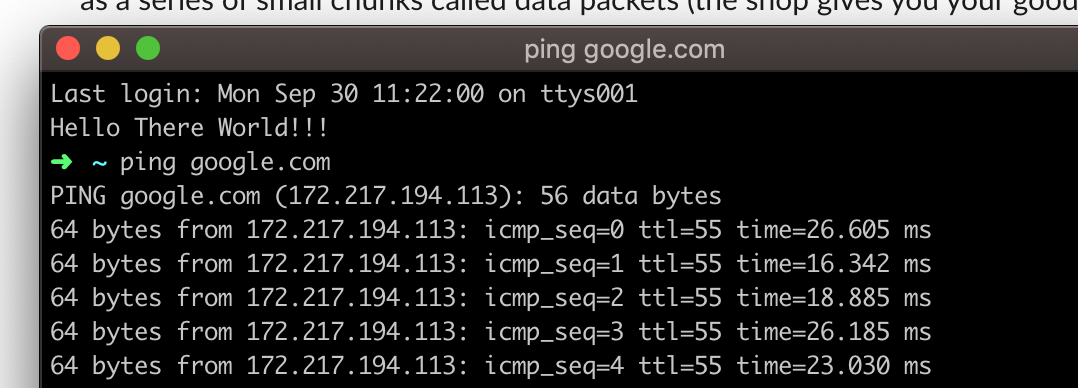 as a series of small chunks called data packets (the shop gives you your good
ping google.com
Last login: Mon Sep 30 11:22:00 on ttys001
Hello There World!!!
➜ ~ ping google.com
PING google.com (172.217.194.113): 56 data bytes
64 bytes from 172.217.194.113: icmp_seq=0 ttl=55 time=26.605 ms
64 bytes from 172.217.194.113: icmp_seq=1 ttl=55 time=16.342 ms
64 bytes from 172.217.194.113: icmp_seq=2 ttl=55 time=18.885 ms
64 bytes from 172.217.194.113: icmp_seq=3 ttl=55 time=26.185 ms
64 bytes from 172.217.194.113: icmp_seq=4 ttl=55 time=23.030 ms